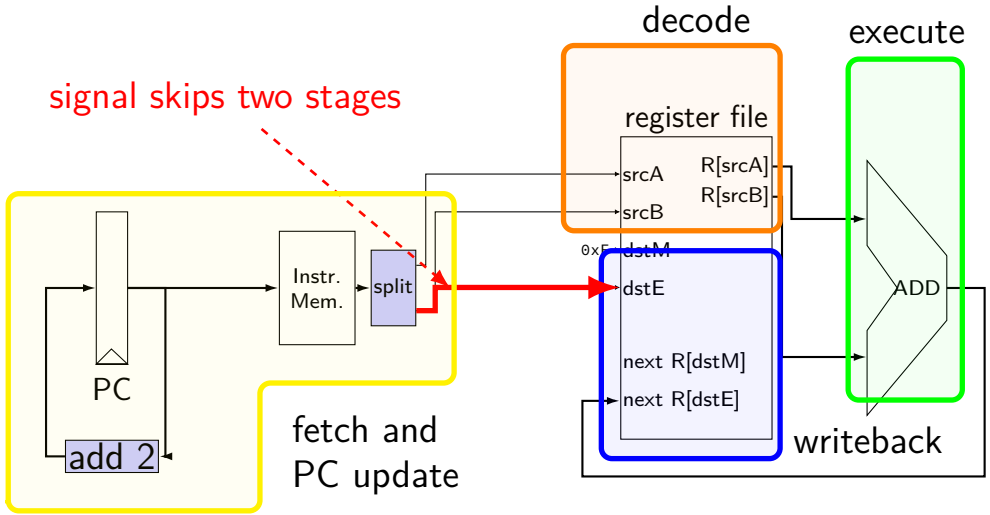 decode
execute
signal skips two stages
register file
R[srcA]
srcA
R[srcB]
srcB
0xF
dstM
Instr.
Mem.
split
dstE
ADD
next R[dstM]
PC
next R[dstE]
fetch and
PC update
writeback
add 2